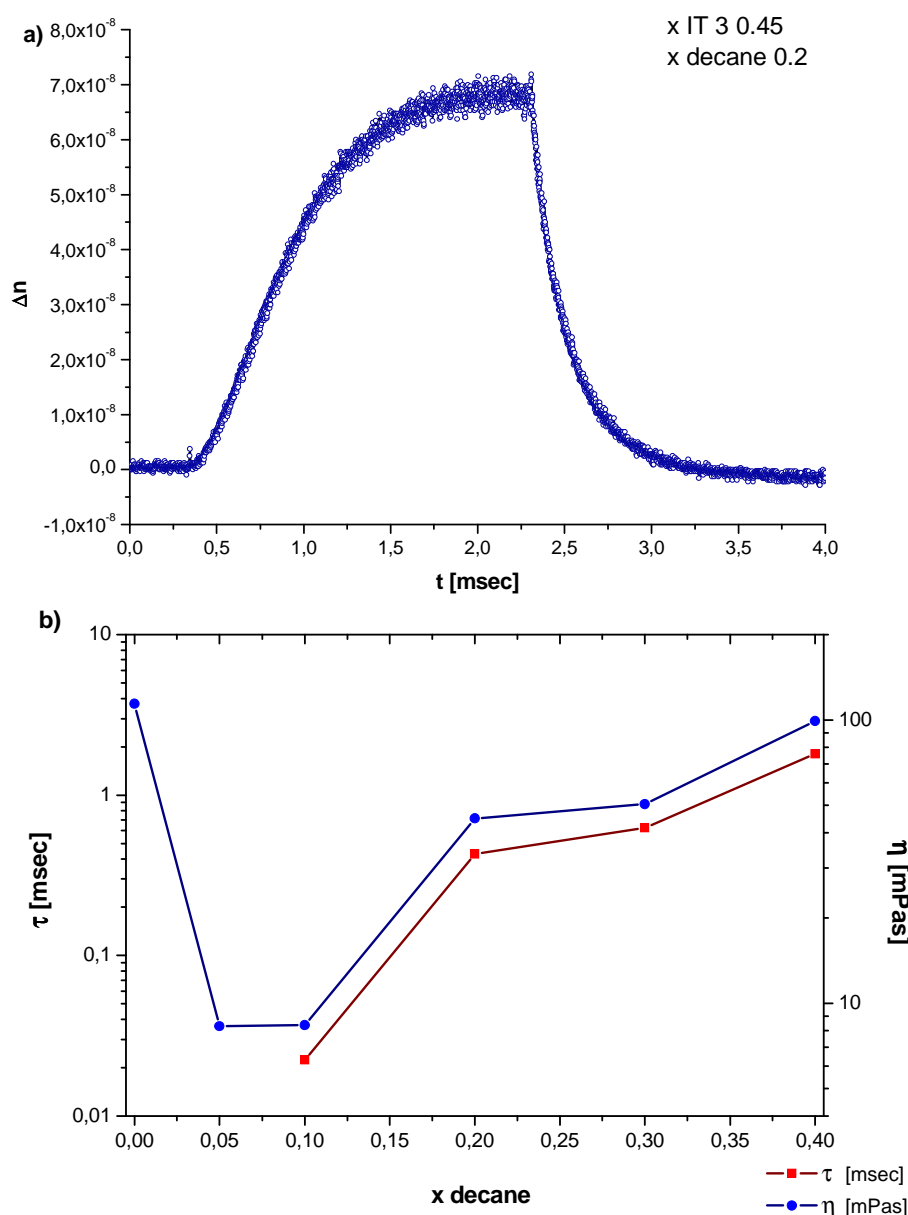 a)
x IT 3 0.45
x decane 0.2
8,0x10⁻⁸
7,0x10⁻⁸
6,0x10⁻⁸
5,0x10⁻⁸
4,0x10⁻⁸
3,0x10⁻⁸
2,0x10⁻⁸
1,0x10⁻⁸
0,0
-1,0x10⁻⁸
Δn
0,0 0,5 1,0 1,5 2,0 2,5 3,0 3,5 4,0
t [msec]
b)
10
1
0,1
0,01
τ [msec]
100
10
η [mPas]
0,00 0,05 0,10 0,15 0,20 0,25 0,30 0,35 0,40
x decane
τ [msec]
η [mPas]